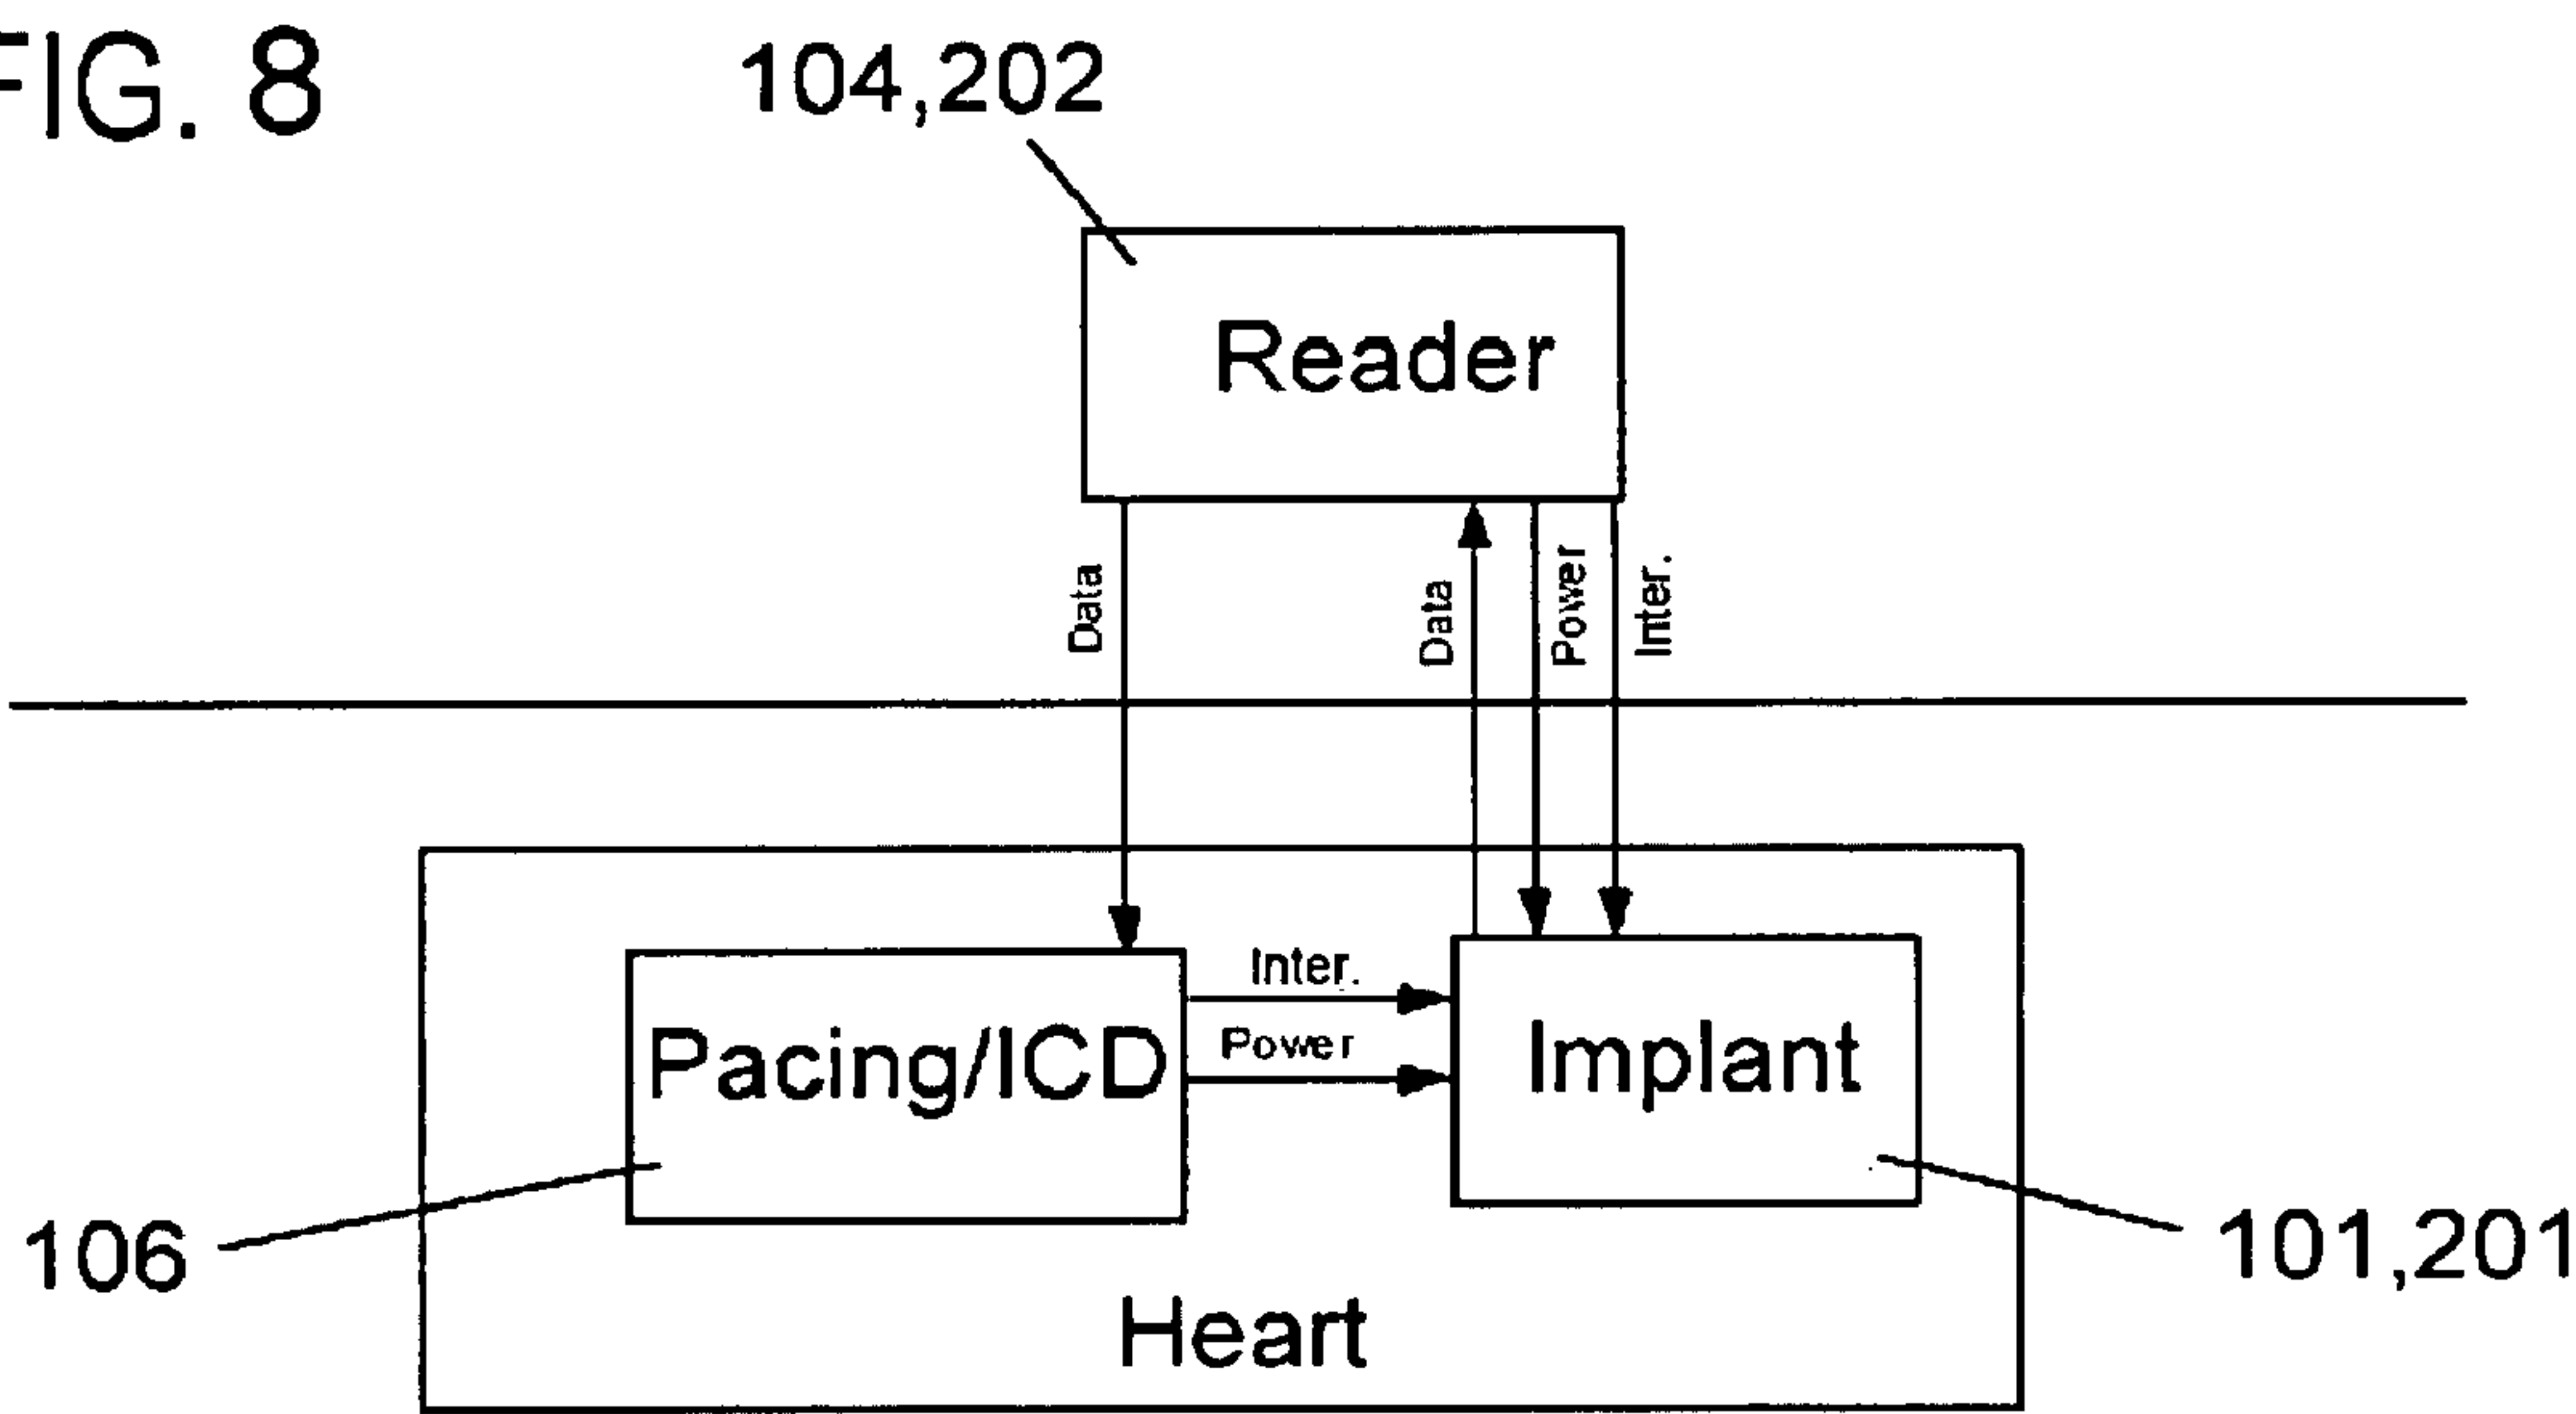 FIG. 8
104,202
Reader
Data
Data
Power
Inter.
Inter.
Power
Pacing/ICD
Implant
106
101,201
Heart